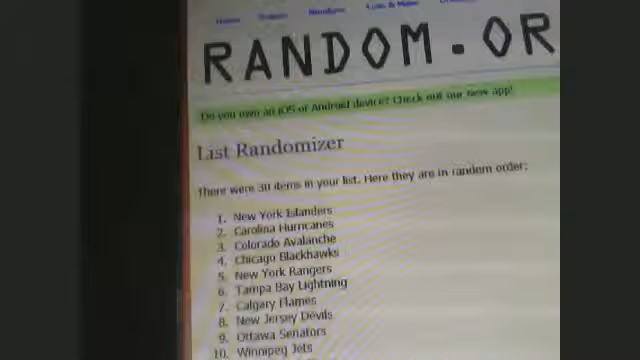 Home
RANDOM.OR
Do you own an iOS or Android device? Check out our new app!
List Randomizer
There were 30 items in your list. Here they are in random order:
1. New York Islanders
2. Carolina Hurricanes
3. Colorado Avalanche
4. Chicago Blackhawks
5. New York Rangers
6. Tampa Bay Lightning
7. Calgary Flames
8. New Jersey Devils
9. Ottawa Senators
10. Winnipeg Jets